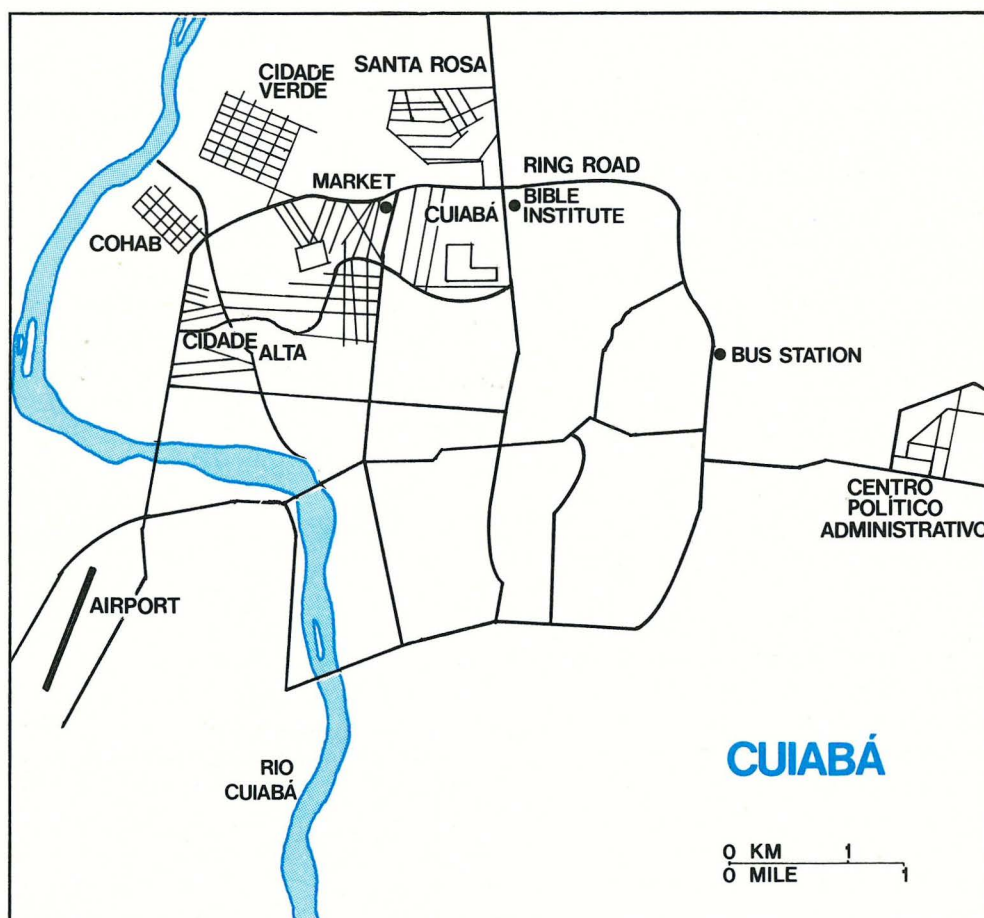 CIDADE
VERDE
SANTA ROSA
MARKET
RING ROAD
CUIABÁ
BIBLE
INSTITUTE
COHAB
CIDADE
ALTA
BUS STATION
CENTRO
POLÍTICO
ADMINISTRATIVO
AIRPORT
RIO
CUIABÁ
CUIABÁ
0 KM 1
0 MILE 1